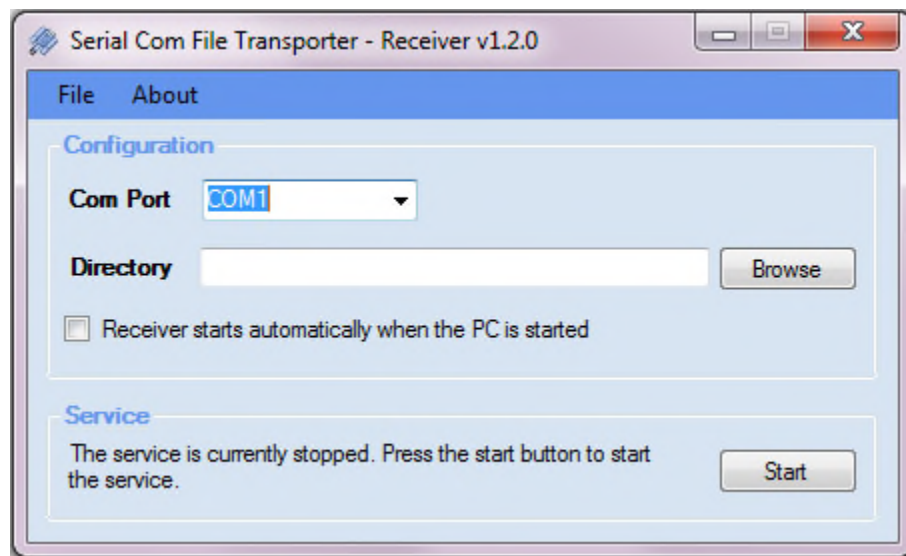 Serial Com File Transporter - Receiver v1.2.0
File About
Configuration
Com Port COM1
Directory Browse
Receiver starts automatically when the PC is started
Service
The service is currently stopped. Press the start button to start
the service.
Start